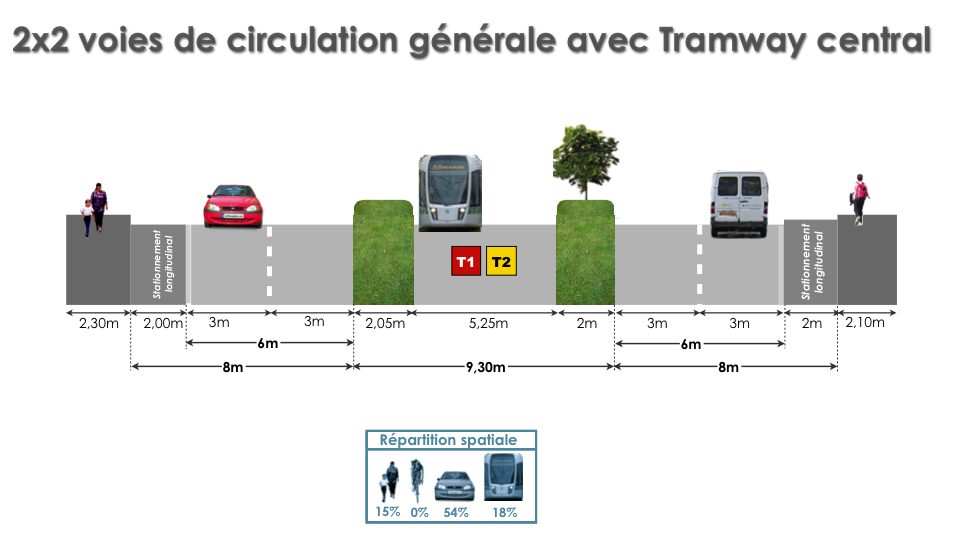 2x2 voies de circulation générale avec Tramway central
Stationnement
longitudinal
T1
T2
Stationnement
longitudinal
2,30m
2,00m
3m
3m
2,05m
5,25m
2m
3m
3m
2m
2,10m
6m
6m
8m
9,30m
8m
Répartition spatiale
15%
0%
54%
18%